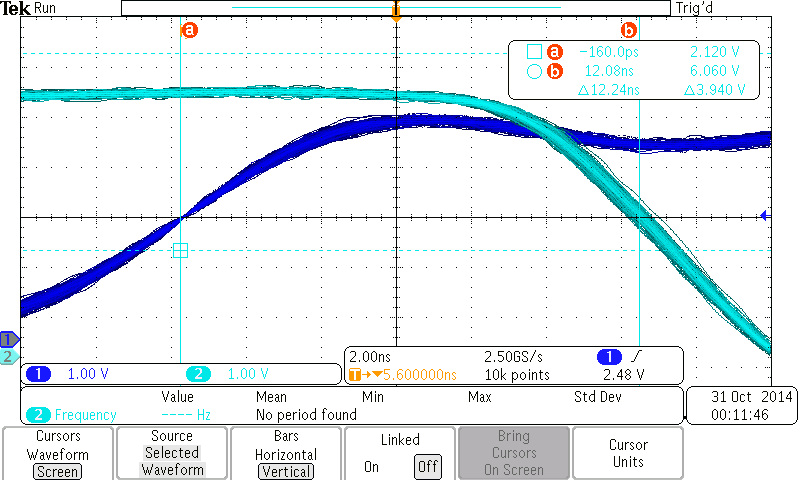 Tek Run Trig'd
T
a b
a −160.0ps 2.120 V
b 12.08ns 6.060 V
Δ12.24ns Δ3.940 V
1
2
1 1.00 V 2 1.00 V
2.00ns 2.50GS/s 1
T→▼5.600000ns 10k points 2.48 V
Value Mean Min Max Std Dev
2 Frequency ---- Hz No period found
31 Oct 2014
00:11:46
Cursors
Waveform
Screen
Source
Selected
Waveform
Bars
Horizontal
Vertical
Linked
On Off
Bring
Cursors
On Screen
Cursor
Units